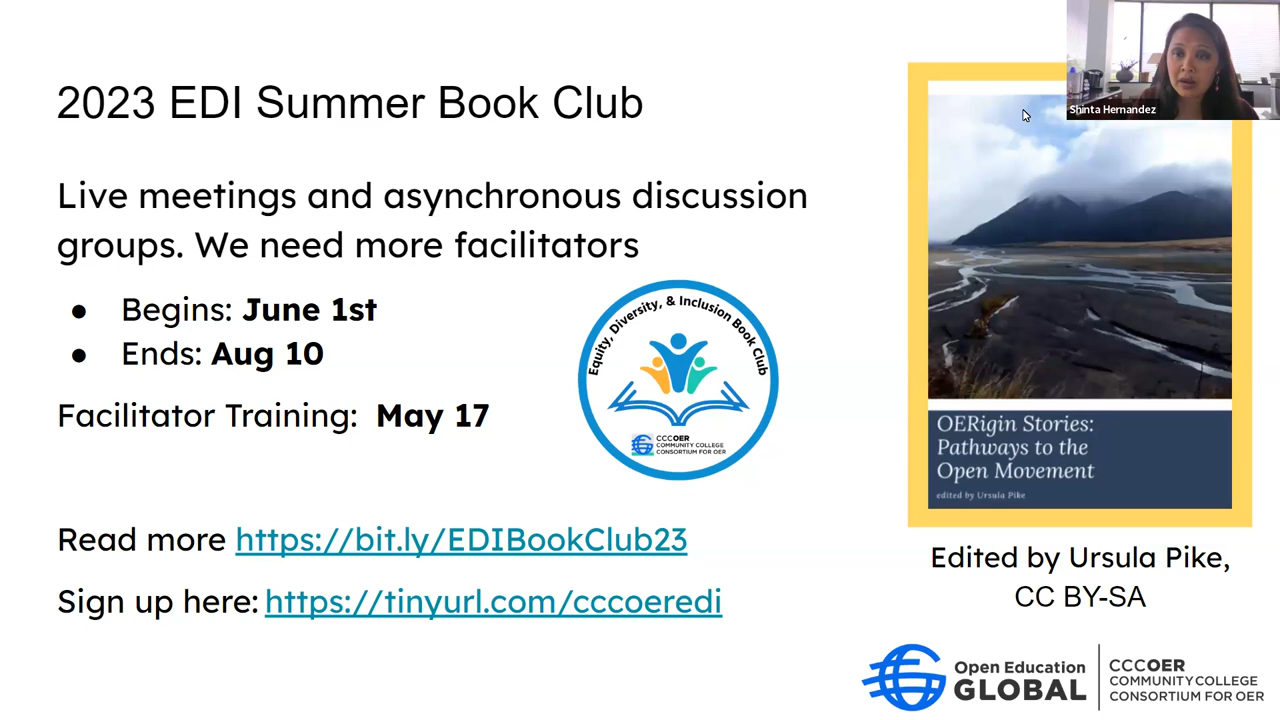 Shinta Hernandez
2023 EDI Summer Book Club
Live meetings and asynchronous discussion
groups. We need more facilitators
● Begins: June 1st
● Ends: Aug 10
Facilitator Training: May 17
Equity, Diversity, & Inclusion Book Club
CCCOER
COMMUNITY COLLEGE
CONSORTIUM FOR OER
Read more https://bit.ly/EDIBookClub23
Sign up here: https://tinyurl.com/cccoeredi
OERigin Stories:
Pathways to the
Open Movement
edited by Ursula Pike
Edited by Ursula Pike,
CC BY-SA
Open Education
GLOBAL
CCCOER
COMMUNITY COLLEGE
CONSORTIUM FOR OER